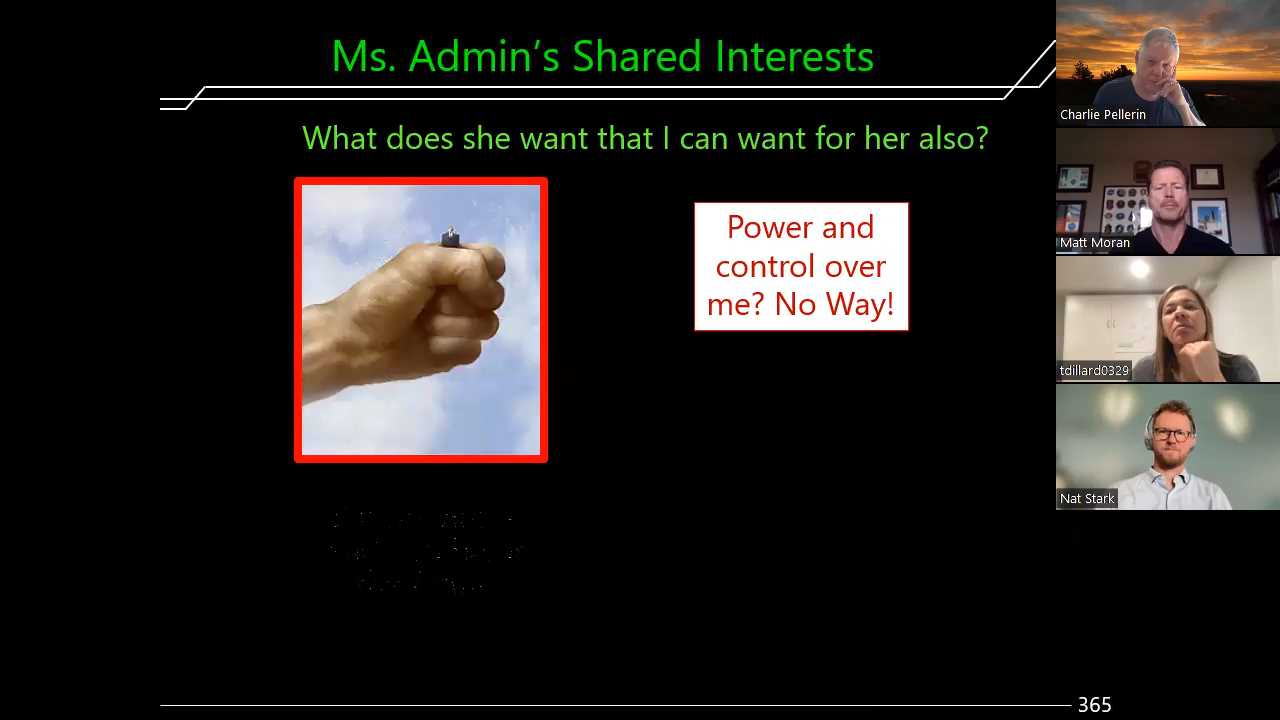 Ms. Admin’s Shared Interests
What does she want that I can want for her also?
Power and
control over
me? No Way!
Charlie Pellerin
Matt Moran
tdillard0329
Nat Stark
365